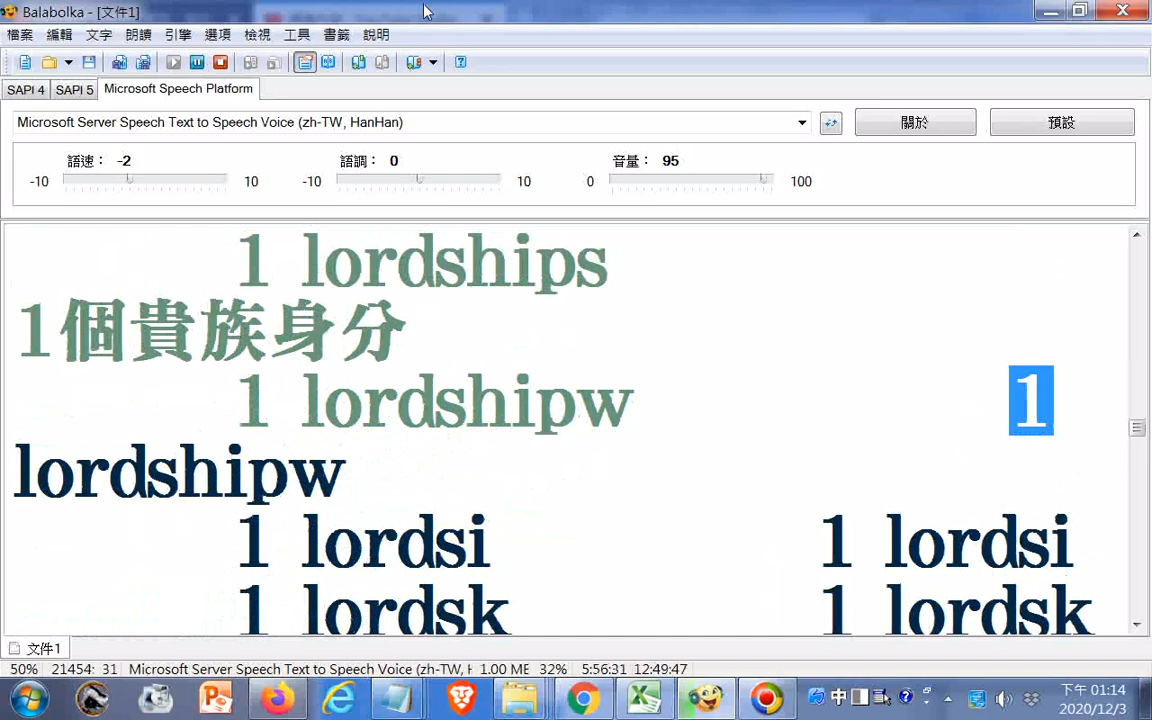 Balabolka - [文件1]
檔案 編輯 文字 朗讀 引擎 選項 檢視 工具 書籤 說明
SAPI 4 SAPI 5 Microsoft Speech Platform
Microsoft Server Speech Text to Speech Voice (zh-TW, HanHan) 關於 預設
語速： -2 語調： 0 音量： 95
-10 10 -10 10 0 100
1 lordships
1個貴族身分
1 lordshipw 1
lordshipw
1 lordsi 1 lordsi
1 lordsk 1 lordsk
文件1
50% 21454: 31 Microsoft Server Speech Text to Speech Voice (zh-TW, 1.00 ME 32% 5:56:31 12:49:47
中 下午 01:14
2020/12/3